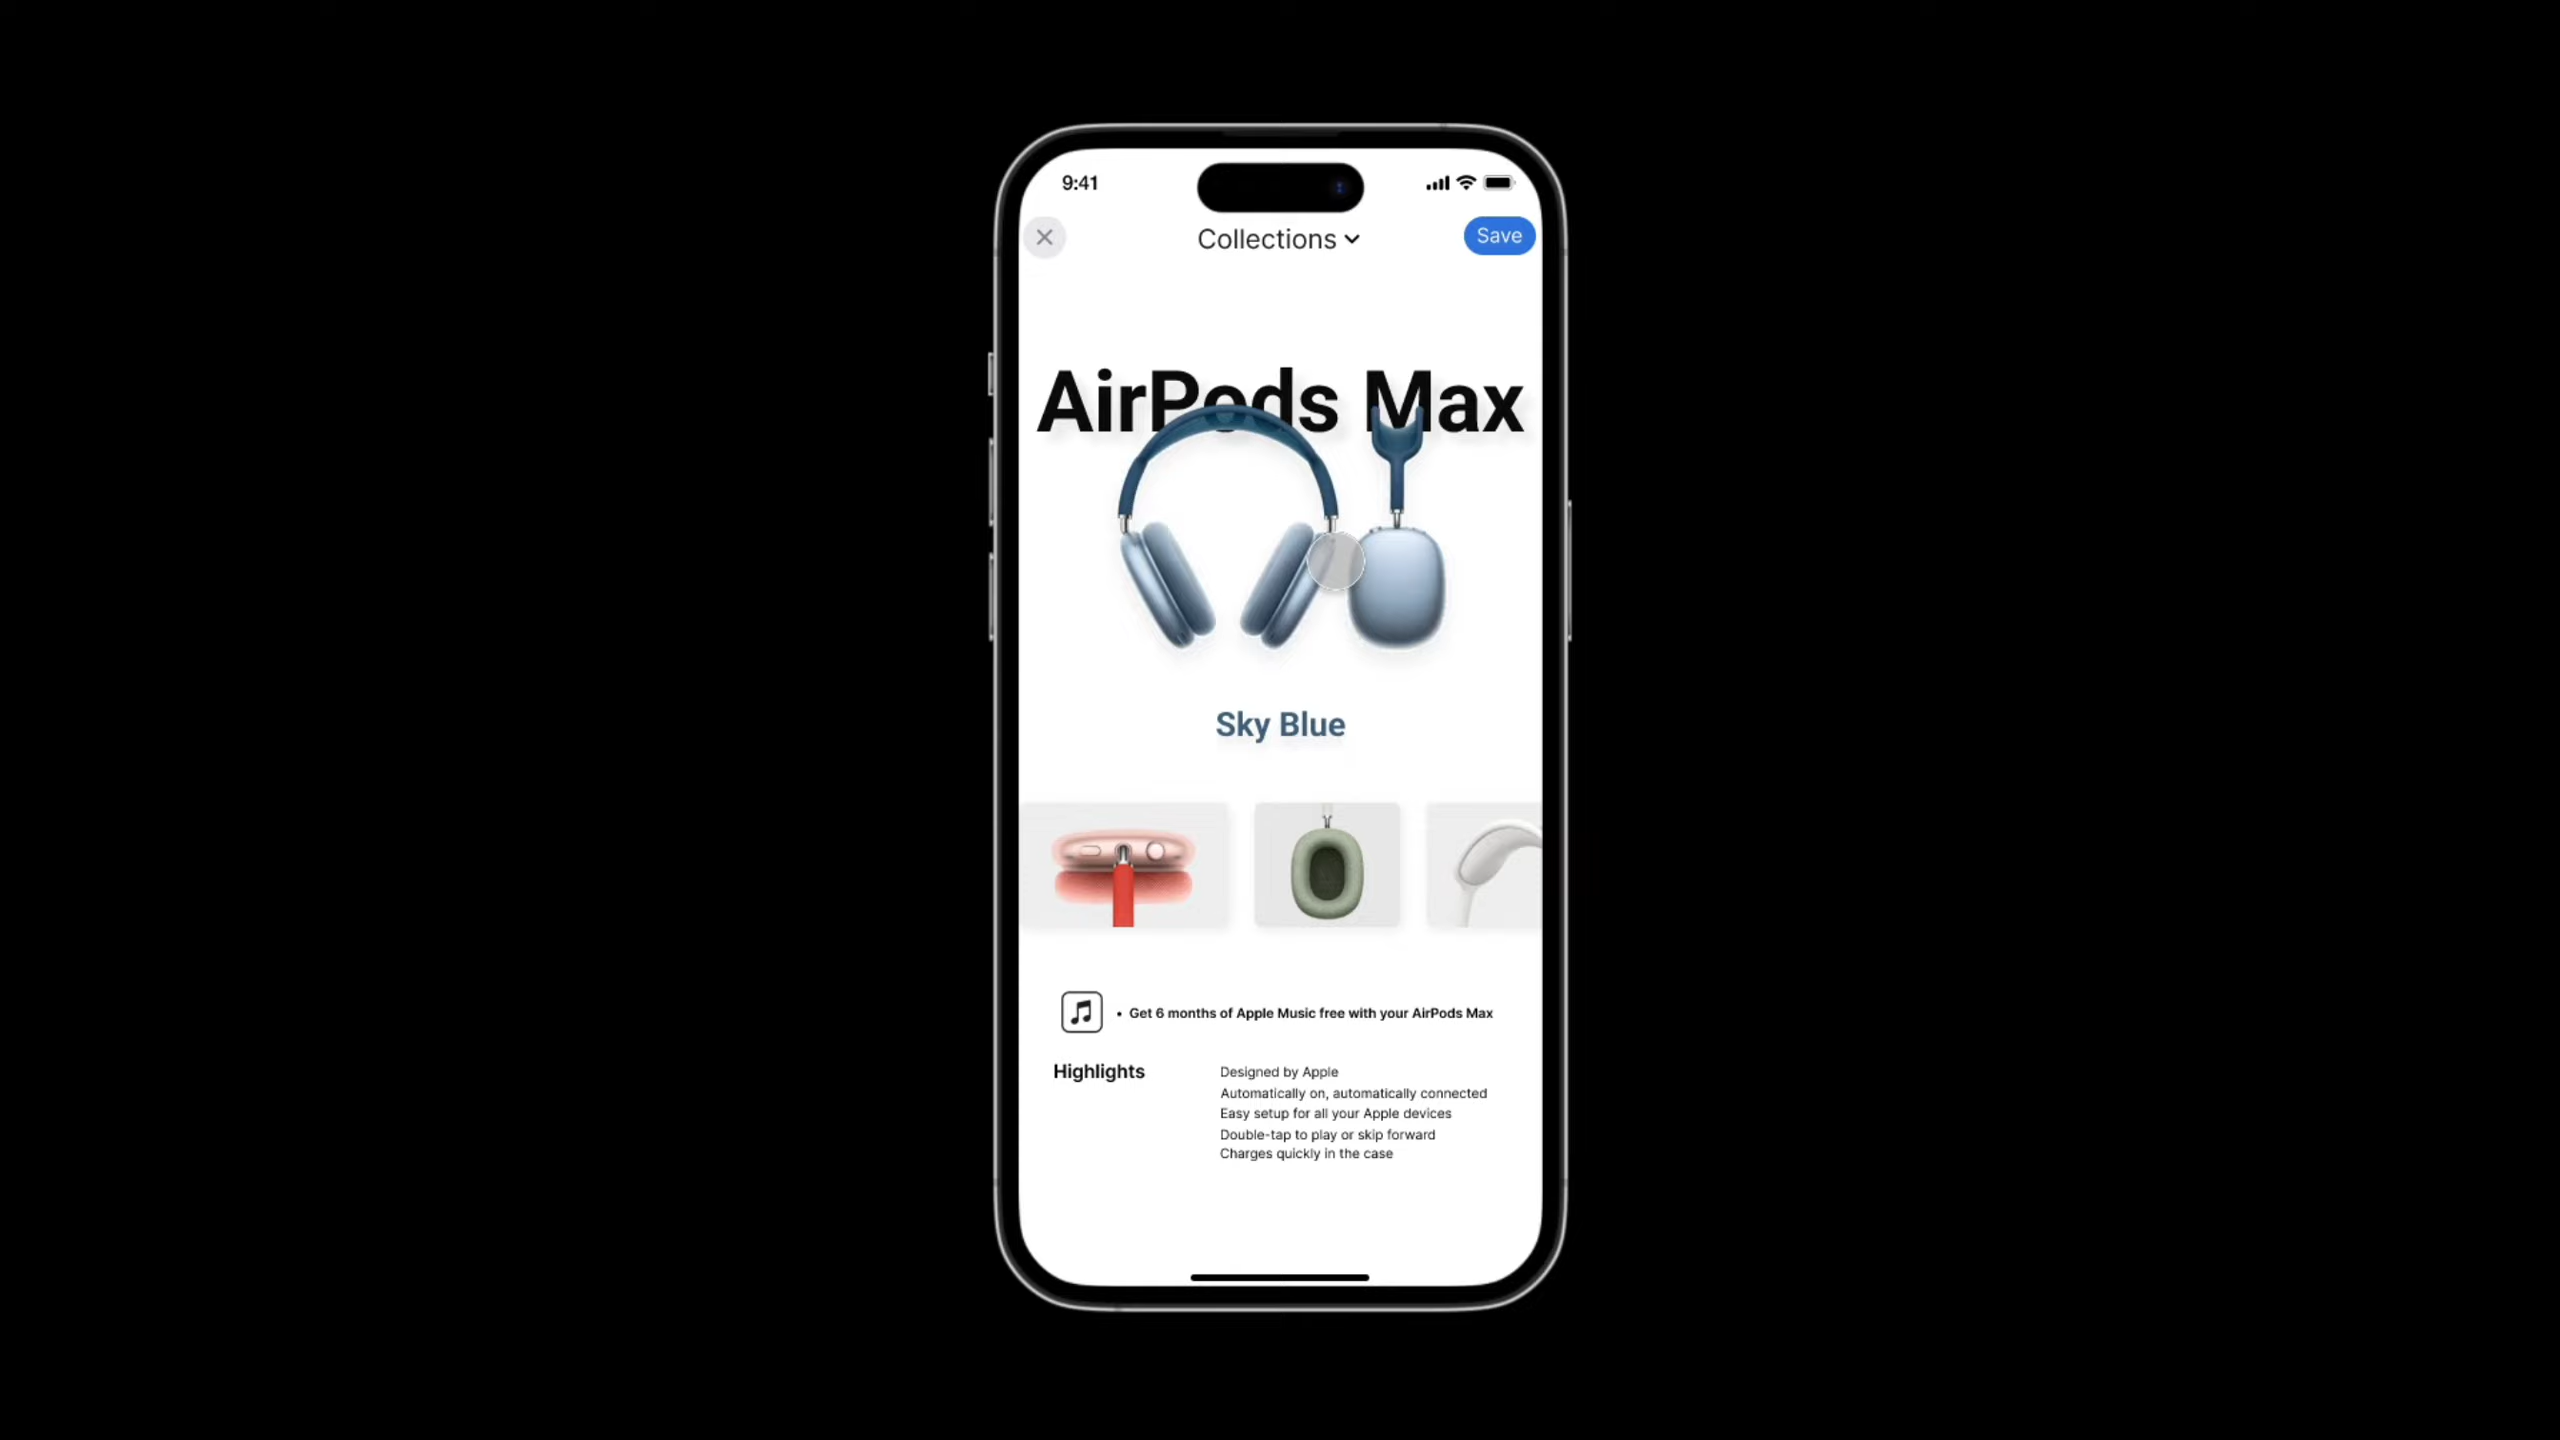 9:41
Collections
Save
AirPods Max
Sky Blue
• Get 6 months of Apple Music free with your AirPods Max
Highlights
Designed by Apple
Automatically on, automatically connected
Easy setup for all your Apple devices
Double-tap to play or skip forward
Charges quickly in the case